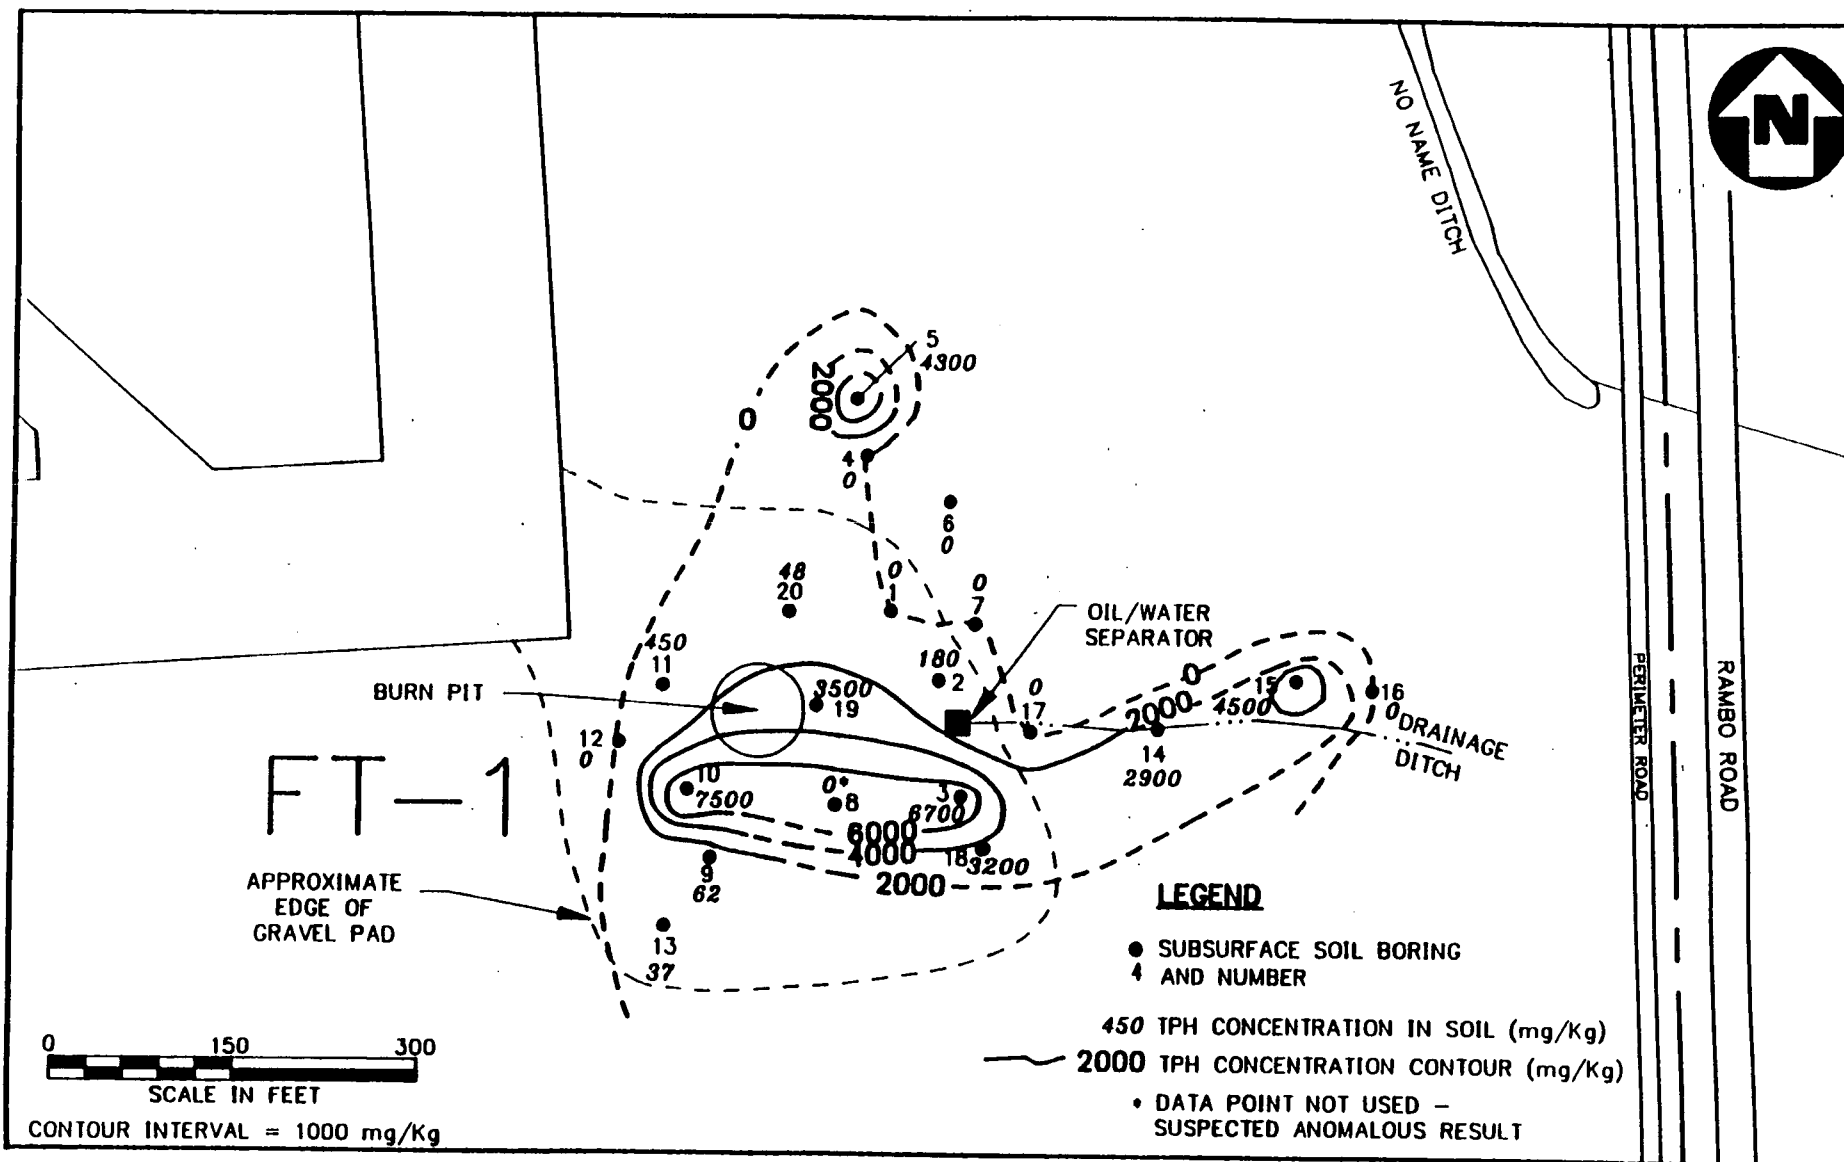 N
NO NAME DITCH
5
4300
2000
0
4
0
6
0
48
20
0
1
0
7
OIL/WATER
SEPARATOR
450
11
180
2
BURN PIT
3500
19
0
17
0
2000
15
4500
16
0
DRAINAGE
DITCH
14
2900
PERIMETER ROAD
RAMBO ROAD
12
0
FT-1
10
7500
0*
8
3
6700
6000
4000
18
3200
2000
9
62
APPROXIMATE
EDGE OF
GRAVEL PAD
13
37
LEGEND
SUBSURFACE SOIL BORING
4 AND NUMBER
450 TPH CONCENTRATION IN SOIL (mg/Kg)
2000 TPH CONCENTRATION CONTOUR (mg/Kg)
* DATA POINT NOT USED -
SUSPECTED ANOMALOUS RESULT
0 150 300
SCALE IN FEET
CONTOUR INTERVAL = 1000 mg/Kg